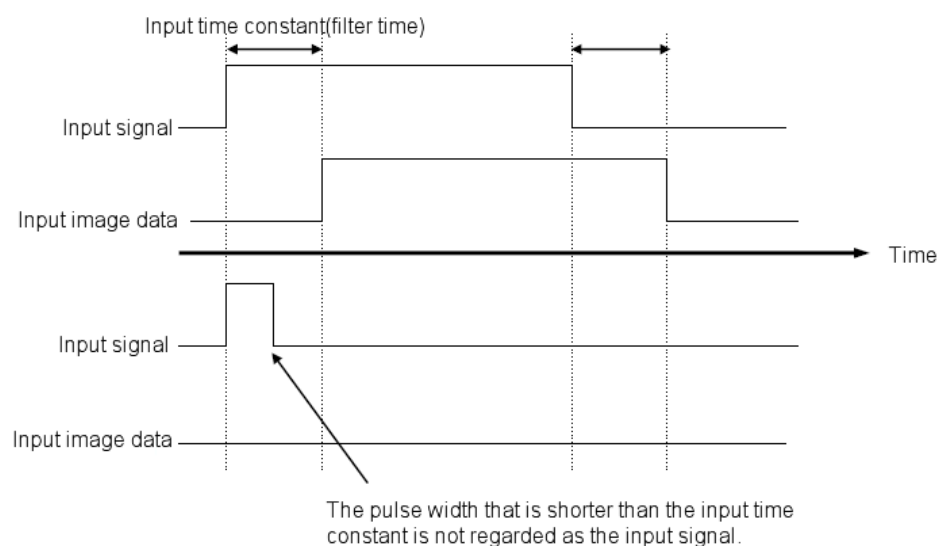 Input time constant(filter time)
Input signal
Input image data
Time
Input signal
Input image data
The pulse width that is shorter than the input time
constant is not regarded as the input signal.